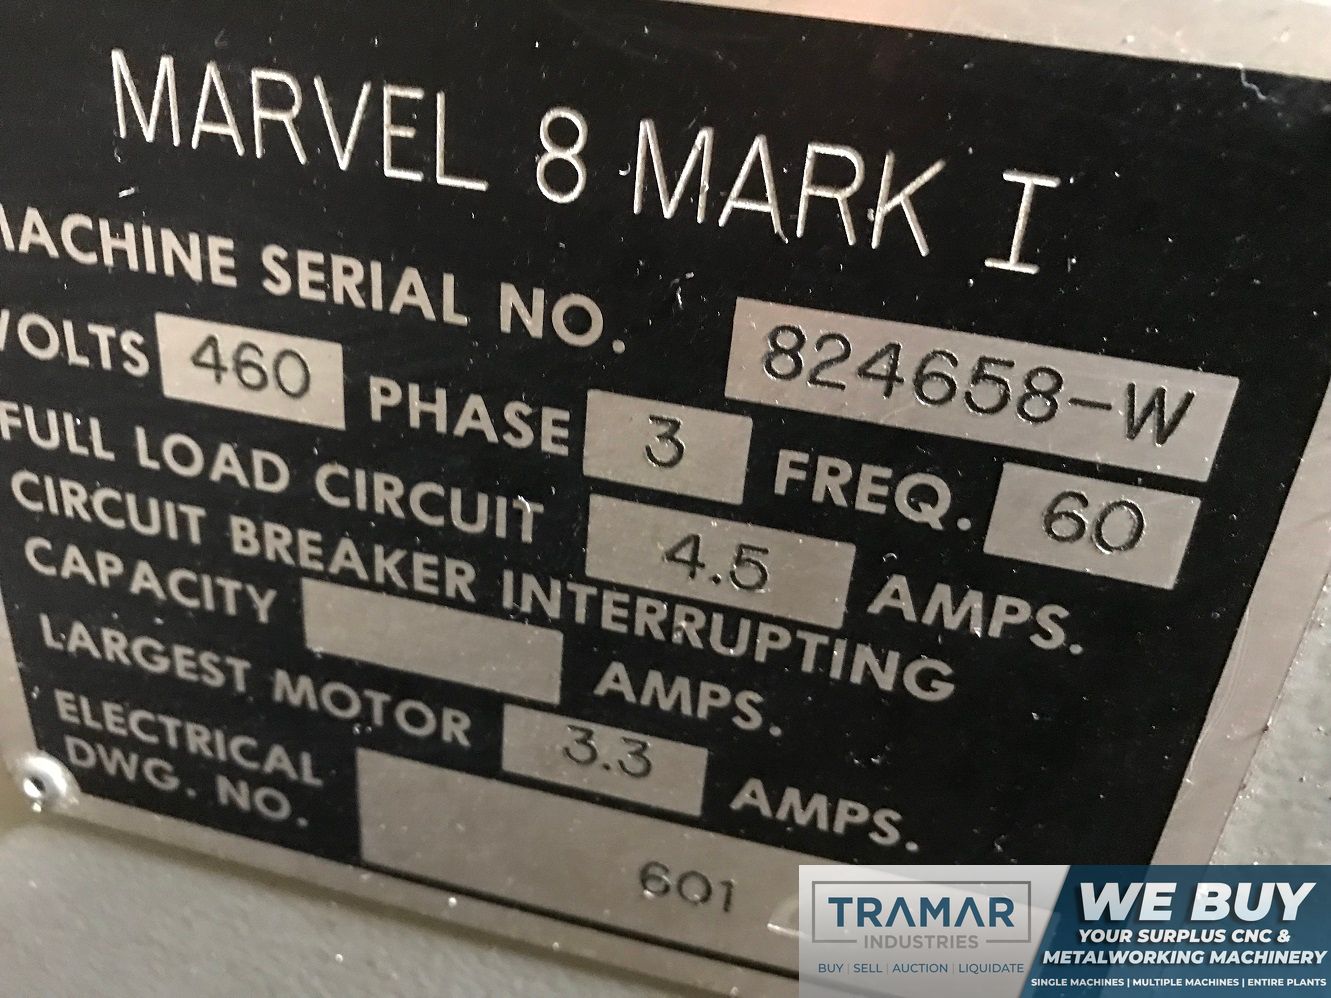 MARVEL 8 MARK I
MACHINE SERIAL NO. 824658-W
VOLTS 460 PHASE 3 FREQ. 60
FULL LOAD CIRCUIT 4.5 AMPS.
CIRCUIT BREAKER INTERRUPTING
CAPACITY AMPS.
LARGEST MOTOR 3.3 AMPS.
ELECTRICAL
DWG. NO. 601
TRAMAR
INDUSTRIES
BUY | SELL | AUCTION | LIQUIDATE
WE BUY
YOUR SURPLUS CNC &
METALWORKING MACHINERY
SINGLE MACHINES | MULTIPLE MACHINES | ENTIRE PLANTS